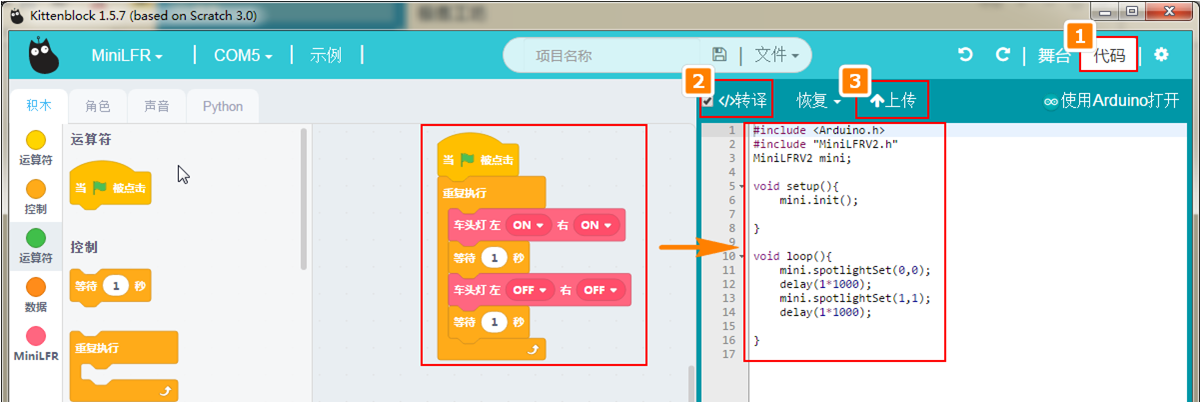 Kittenblock 1.5.7 (based on Scratch 3.0)
MiniLFR COM5 示例 项目名称 文件 舞台 1 代码
积木 角色 声音 Python
2 </>转译 恢复 3 上传 使用Arduino打开
运算符
控制
运算符
数据
MiniLFR
运算符
当 被点击
控制
等待 1 秒
重复执行
当 被点击
重复执行
车头灯 左 ON 右 ON
等待 1 秒
车头灯 左 OFF 右 OFF
等待 1 秒
1 #include <Arduino.h>
2 #include "MiniLFRV2.h"
3 MiniLFRV2 mini;
4
5 void setup(){
6 mini.init();
7
8 }
9
10 void loop(){
11 mini.spotlightSet(0,0);
12 delay(1*1000);
13 mini.spotlightSet(1,1);
14 delay(1*1000);
15
16 }
17